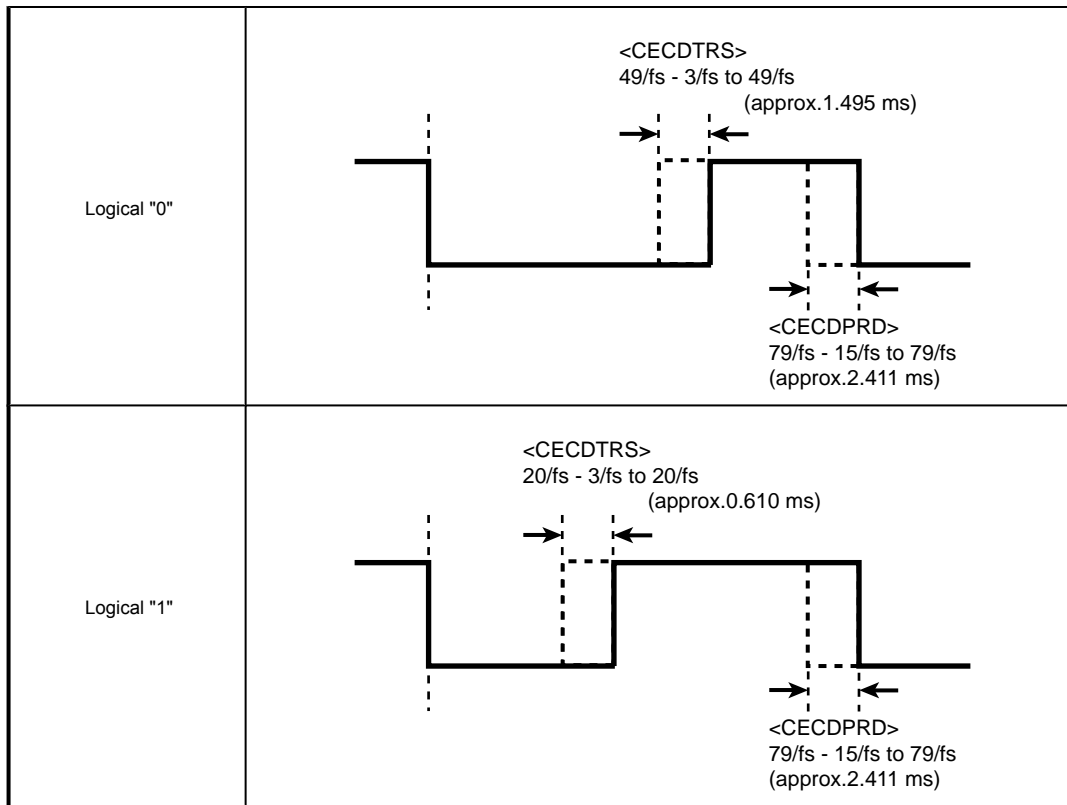 Logical "0"
<CECDTRS>
49/fs - 3/fs to 49/fs
(approx.1.495 ms)
<CECDPRD>
79/fs - 15/fs to 79/fs
(approx.2.411 ms)
Logical "1"
<CECDTRS>
20/fs - 3/fs to 20/fs
(approx.0.610 ms)
<CECDPRD>
79/fs - 15/fs to 79/fs
(approx.2.411 ms)